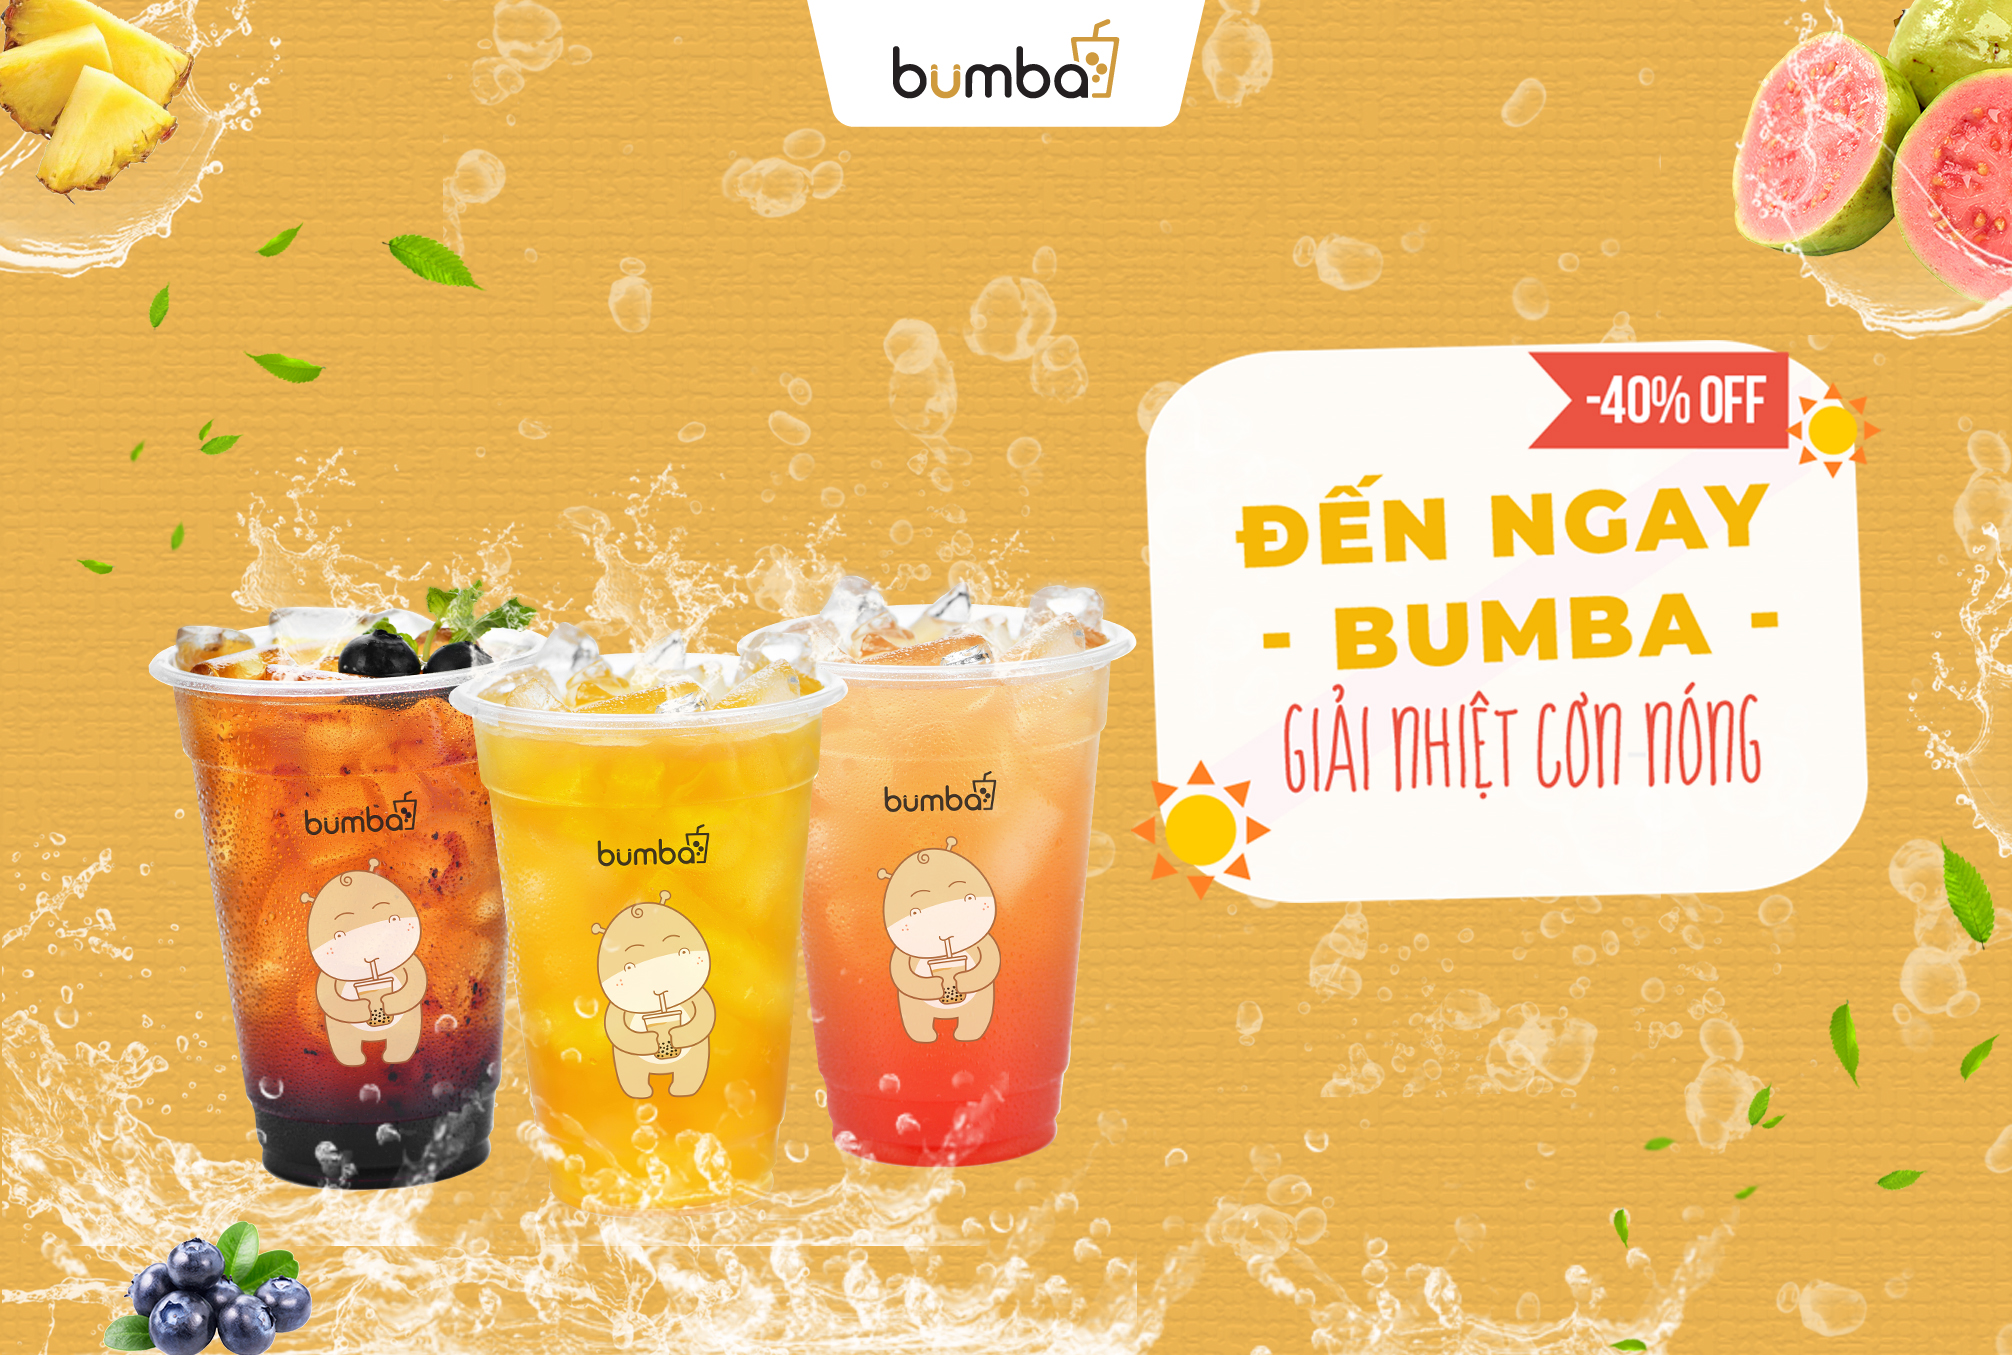 bumba
-40% OFF
ĐẾN NGAY
- BUMBA -
GIẢI NHIỆT CƠN NÓNG
bumba
bumba
bumba